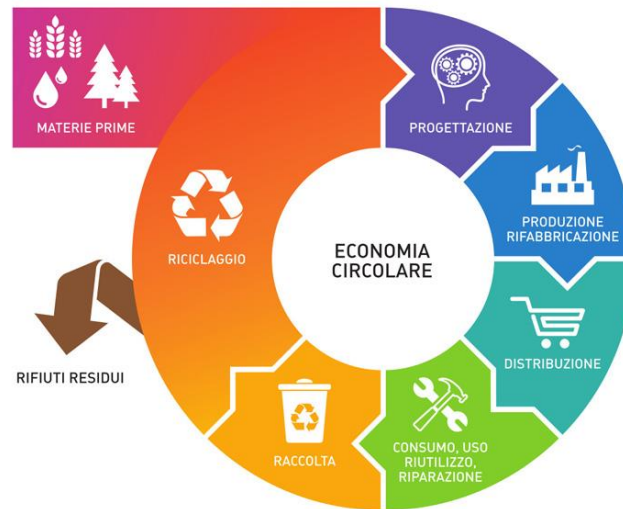 MATERIE PRIME
PROGETTAZIONE
PRODUZIONE
RIFABBRICAZIONE
DISTRIBUZIONE
CONSUMO, USO
RIUTILIZZO,
RIPARAZIONE
RACCOLTA
RICICLAGGIO
RIFIUTI RESIDUI
ECONOMIA
CIRCOLARE